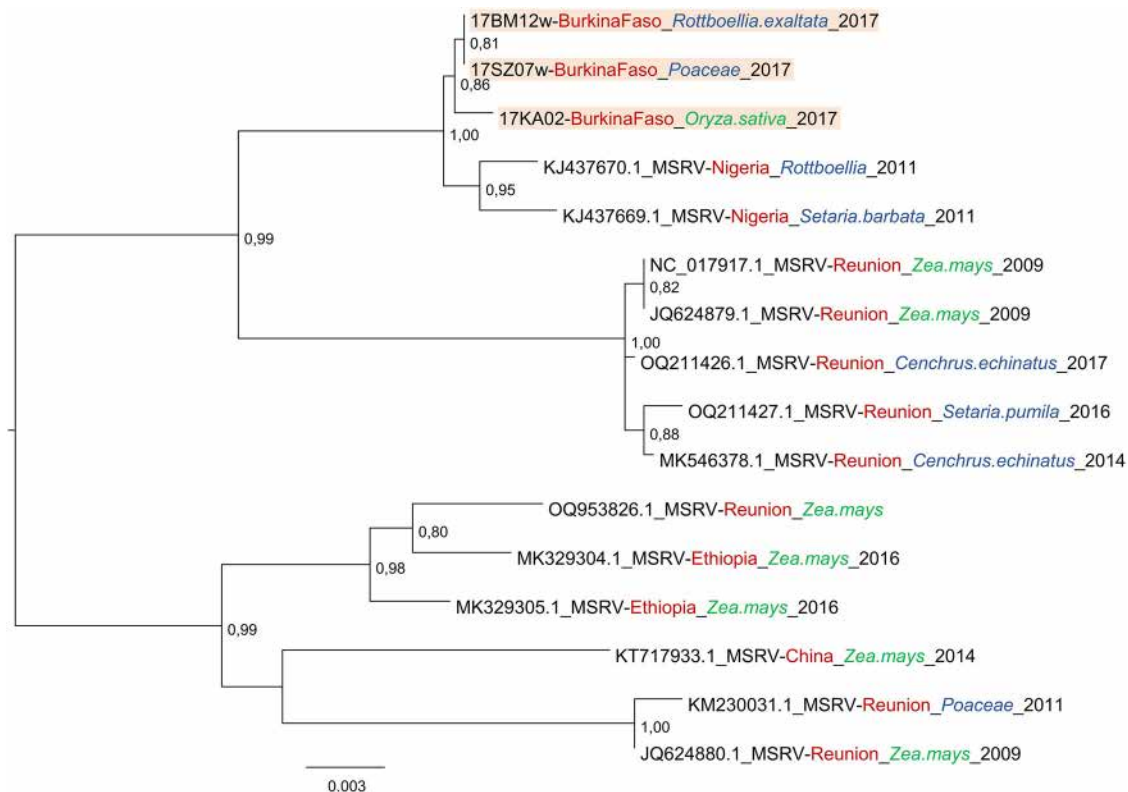 17BM12w-BurkinaFaso_Rottboellia.exaltata_2017
0,81
17SZ07w-BurkinaFaso_Poaceae_2017
0,86
17KA02-BurkinaFaso_Oryza.sativa_2017
1,00
KJ437670.1_MSRV-Nigeria_Rottboellia_2011
0,95
KJ437669.1_MSRV-Nigeria_Setaria.barbata_2011
0,99
NC_017917.1_MSRV-Reunion_Zea.mays_2009
0,82
JQ624879.1_MSRV-Reunion_Zea.mays_2009
1,00
OQ211426.1_MSRV-Reunion_Cenchrus.echinatus_2017
OQ211427.1_MSRV-Reunion_Setaria.pumila_2016
0,88
MK546378.1_MSRV-Reunion_Cenchrus.echinatus_2014
OQ953826.1_MSRV-Reunion_Zea.mays
0,80
MK329304.1_MSRV-Ethiopia_Zea.mays_2016
0,98
MK329305.1_MSRV-Ethiopia_Zea.mays_2016
0,99
KT717933.1_MSRV-China_Zea.mays_2014
KM230031.1_MSRV-Reunion_Poaceae_2011
1,00
JQ624880.1_MSRV-Reunion_Zea.mays_2009
0.003